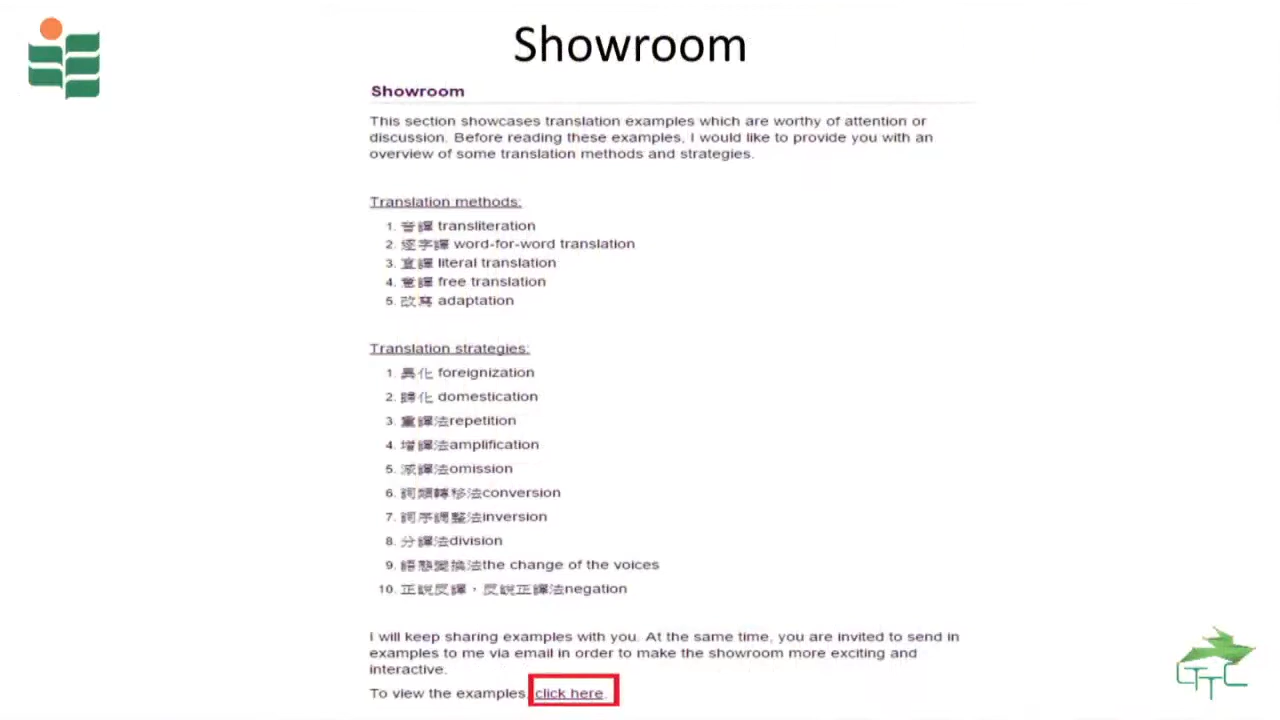 Showroom
Showroom
This section showcases translation examples which are worthy of attention or
discussion. Before reading these examples, I would like to provide you with an
overview of some translation methods and strategies.
Translation methods:
1. 音譯 transliteration
2. 逐字譯 word-for-word translation
3. 直譯 literal translation
4. 意譯 free translation
5. 改寫 adaptation
Translation strategies:
1. 異化 foreignization
2. 歸化 domestication
3. 重譯法repetition
4. 增譯法amplification
5. 減譯法omission
6. 詞類轉移法conversion
7. 詞序調整法inversion
8. 分譯法division
9. 語態變換法the change of the voices
10. 正說反譯，反說正譯法negation
I will keep sharing examples with you. At the same time, you are invited to send in
examples to me via email in order to make the showroom more exciting and
interactive.
To view the examples, click here.
CTTC